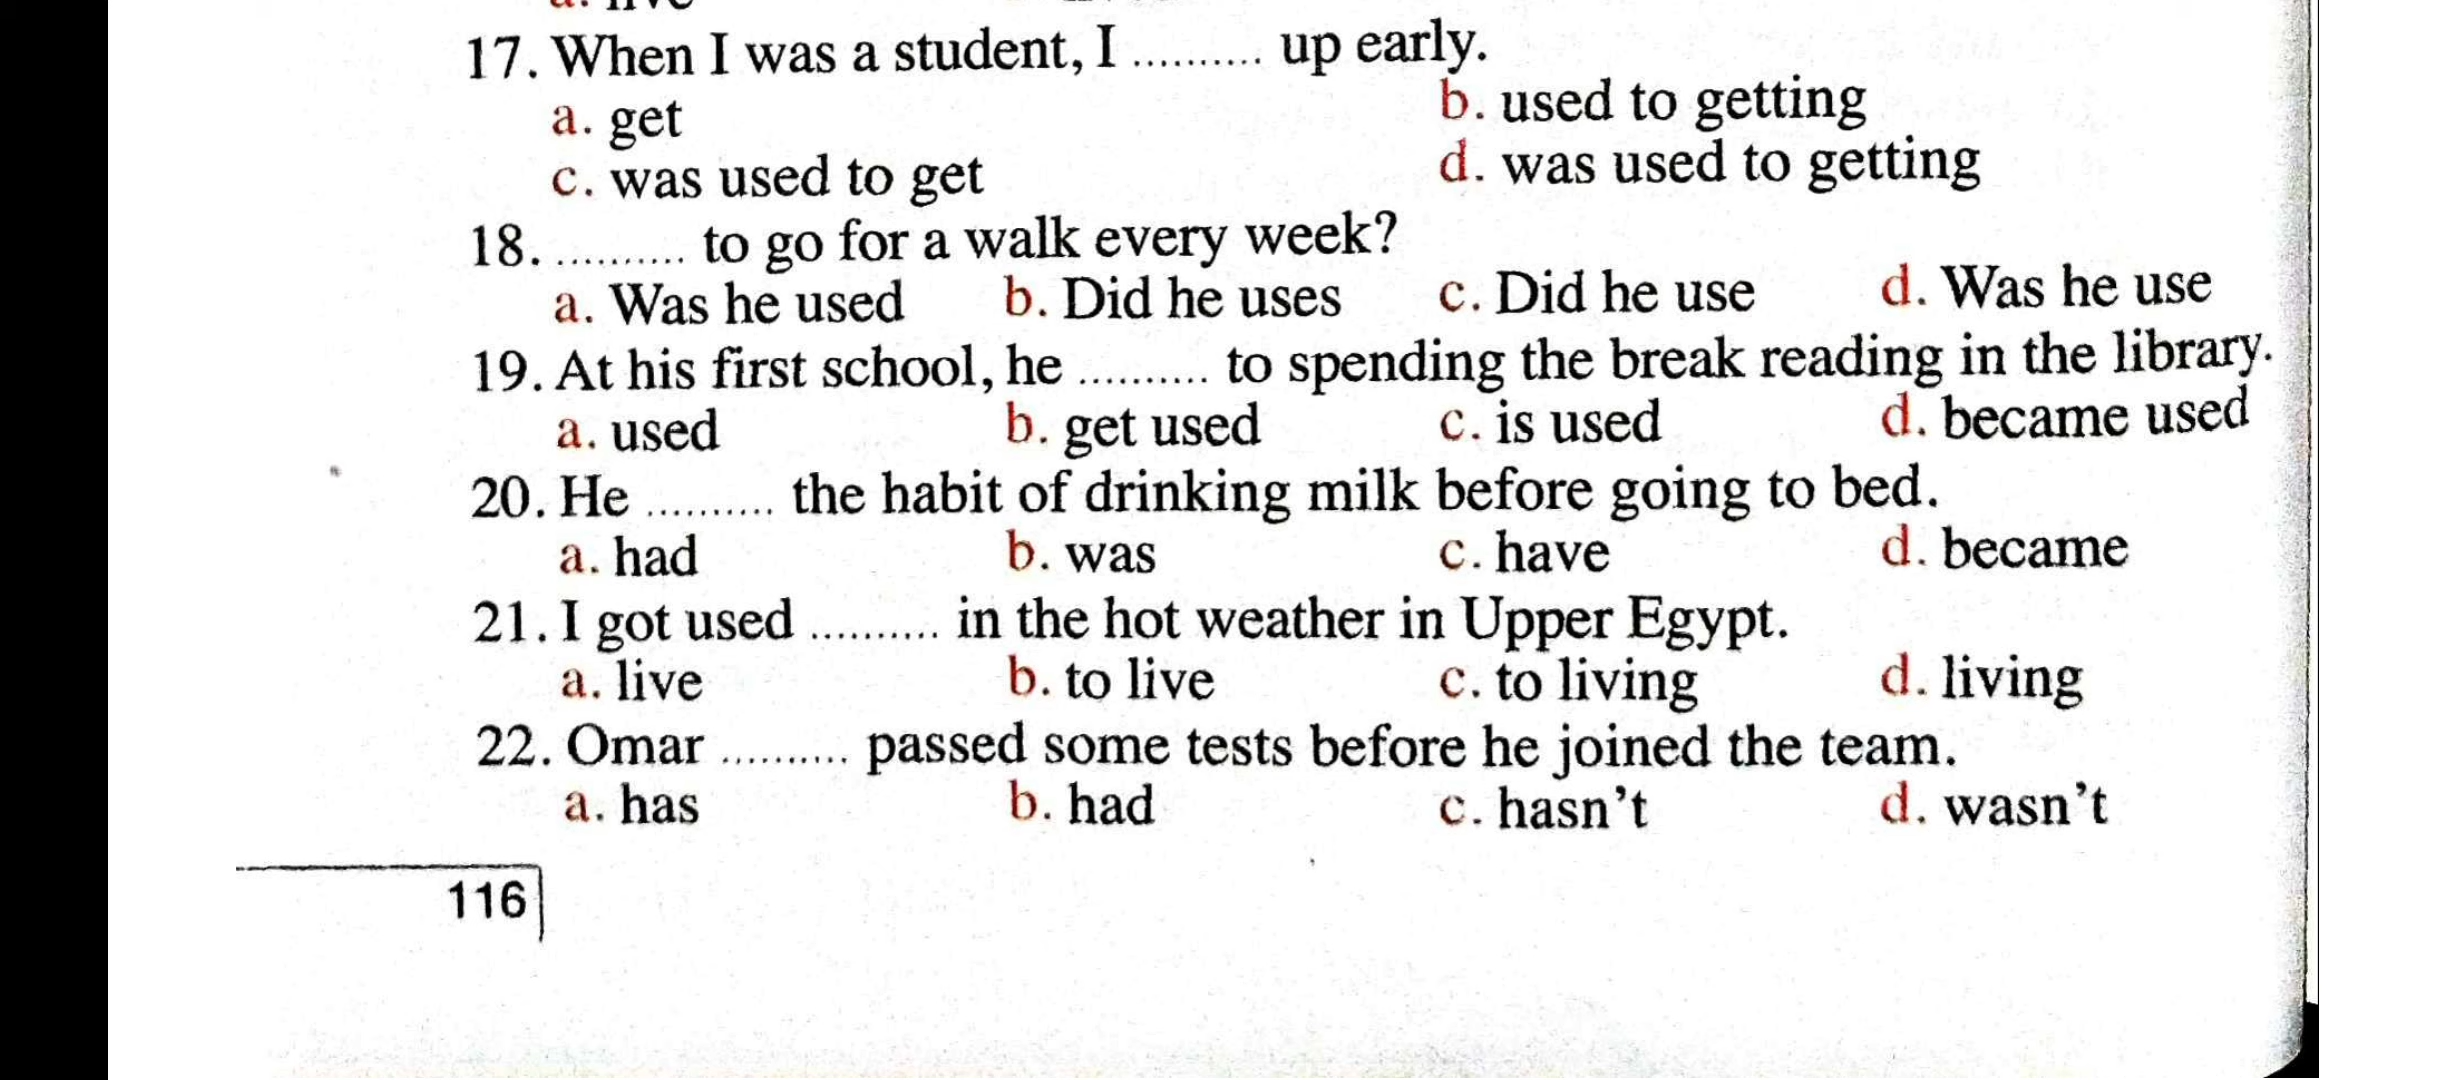 17. When I was a student, I .......... up early.
a. get b. used to getting
c. was used to get d. was used to getting
18. .......... to go for a walk every week?
a. Was he used b. Did he uses c. Did he use d. Was he use
19. At his first school, he .......... to spending the break reading in the library.
a. used b. get used c. is used d. became used
20. He .......... the habit of drinking milk before going to bed.
a. had b. was c. have d. became
21. I got used .......... in the hot weather in Upper Egypt.
a. live b. to live c. to living d. living
22. Omar .......... passed some tests before he joined the team.
a. has b. had c. hasn't d. wasn't
116